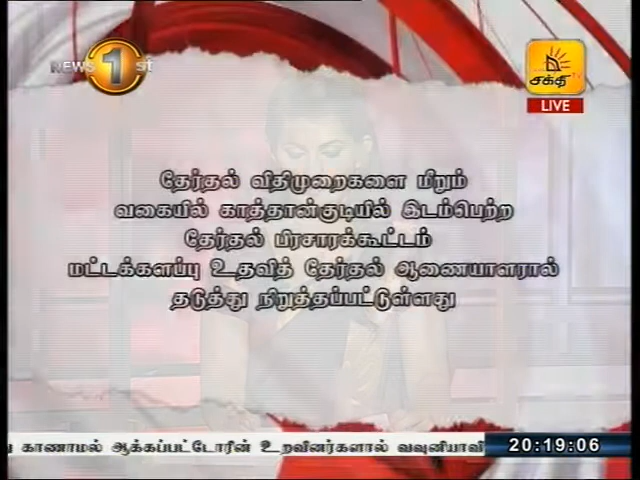 NEWS 1st
சக்தி TV
LIVE
தேர்தல் விதிமுறைகளை மீறும்
வகையில் காத்தான்குடியில் இடம்பெற்ற
தேர்தல் பிரசாரக்கூட்டம்
மட்டக்களப்பு உதவித் தேர்தல் ஆணையாளரால்
தடுத்து நிறுத்தப்பட்டுள்ளது
காணாமல் ஆக்கப்பட்டோரின் உறவினர்களால் வவுனியாவி
20:19:06